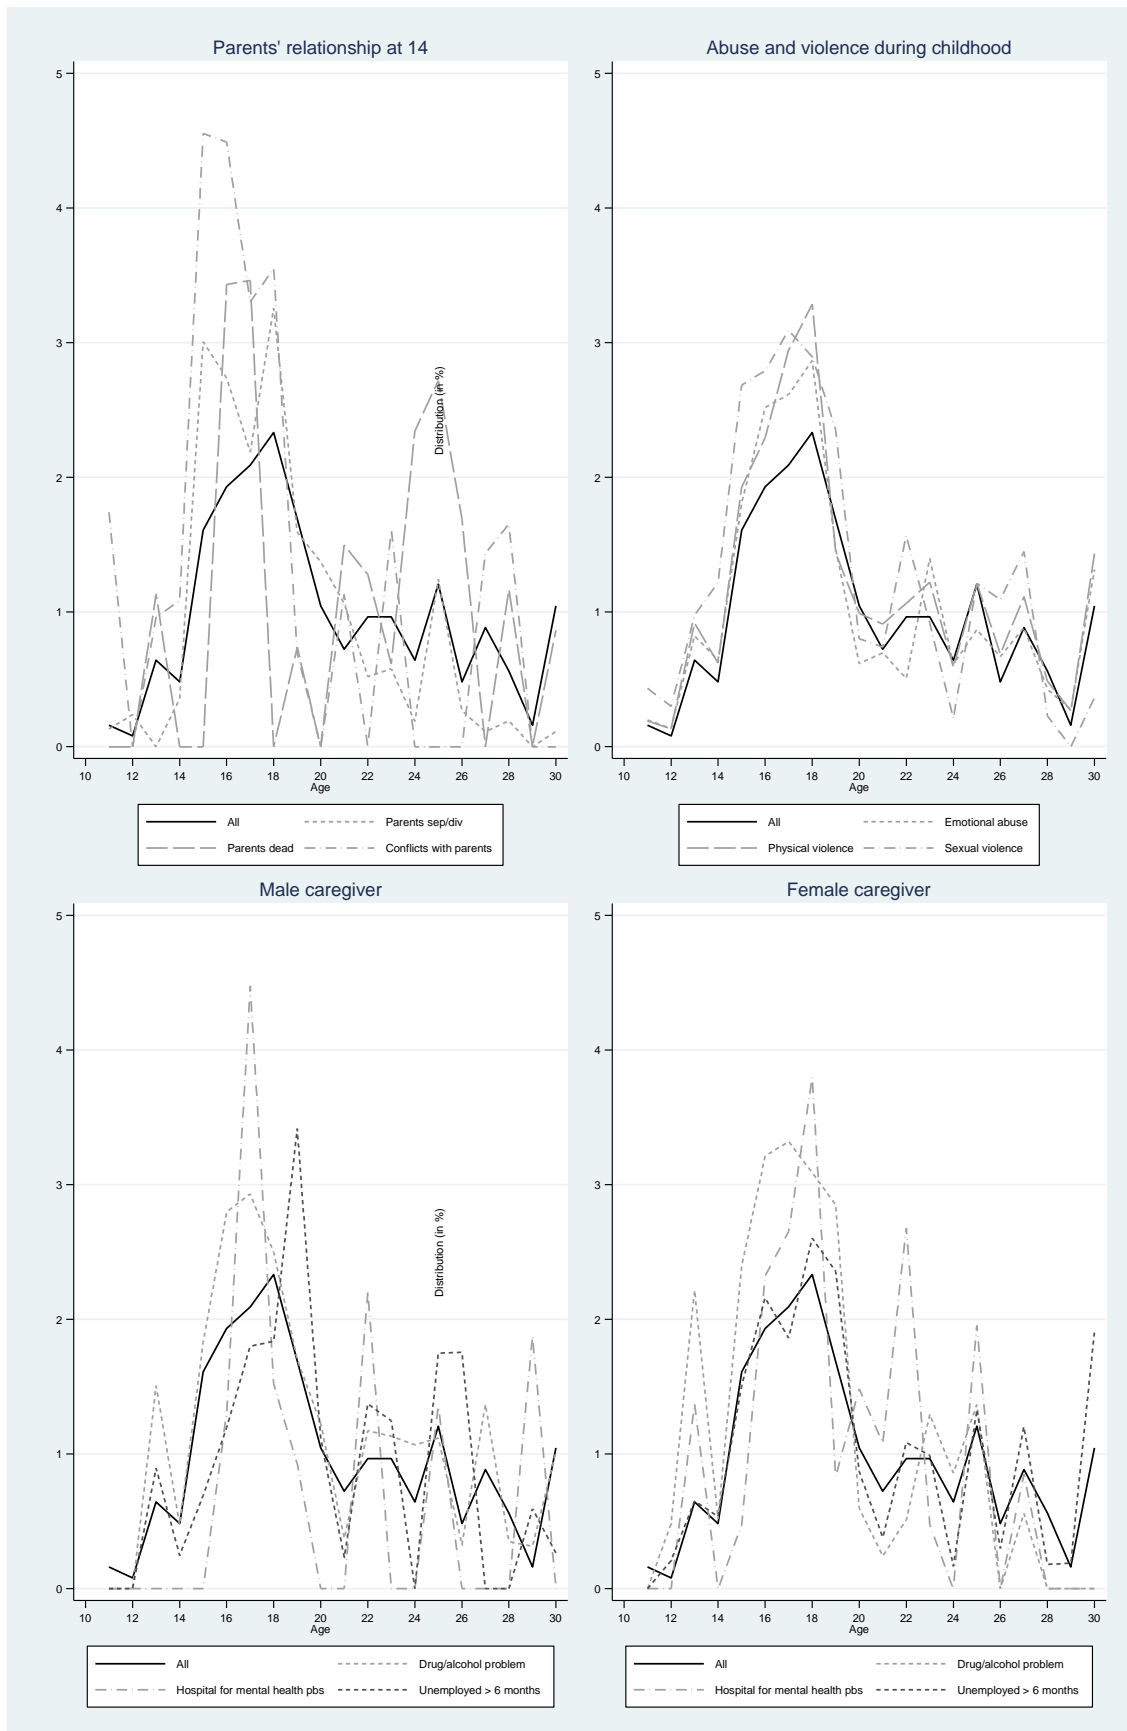 Parents' relationship at 14
Abuse and violence during childhood
5
4
3
2
1
0
Distribution (in %)
10 12 14 16 18 20 22 24 26 28 30
Age
All Parents sep/div
Parents dead Conflicts with parents
5
4
3
2
1
0
10 12 14 16 18 20 22 24 26 28 30
Age
All Emotional abuse
Physical violence Sexual violence
Male caregiver
Female caregiver
5
4
3
2
1
0
Distribution (in %)
10 12 14 16 18 20 22 24 26 28 30
Age
All Drug/alcohol problem
Hospital for mental health pbs Unemployed > 6 months
5
4
3
2
1
0
10 12 14 16 18 20 22 24 26 28 30
Age
All Drug/alcohol problem
Hospital for mental health pbs Unemployed > 6 months